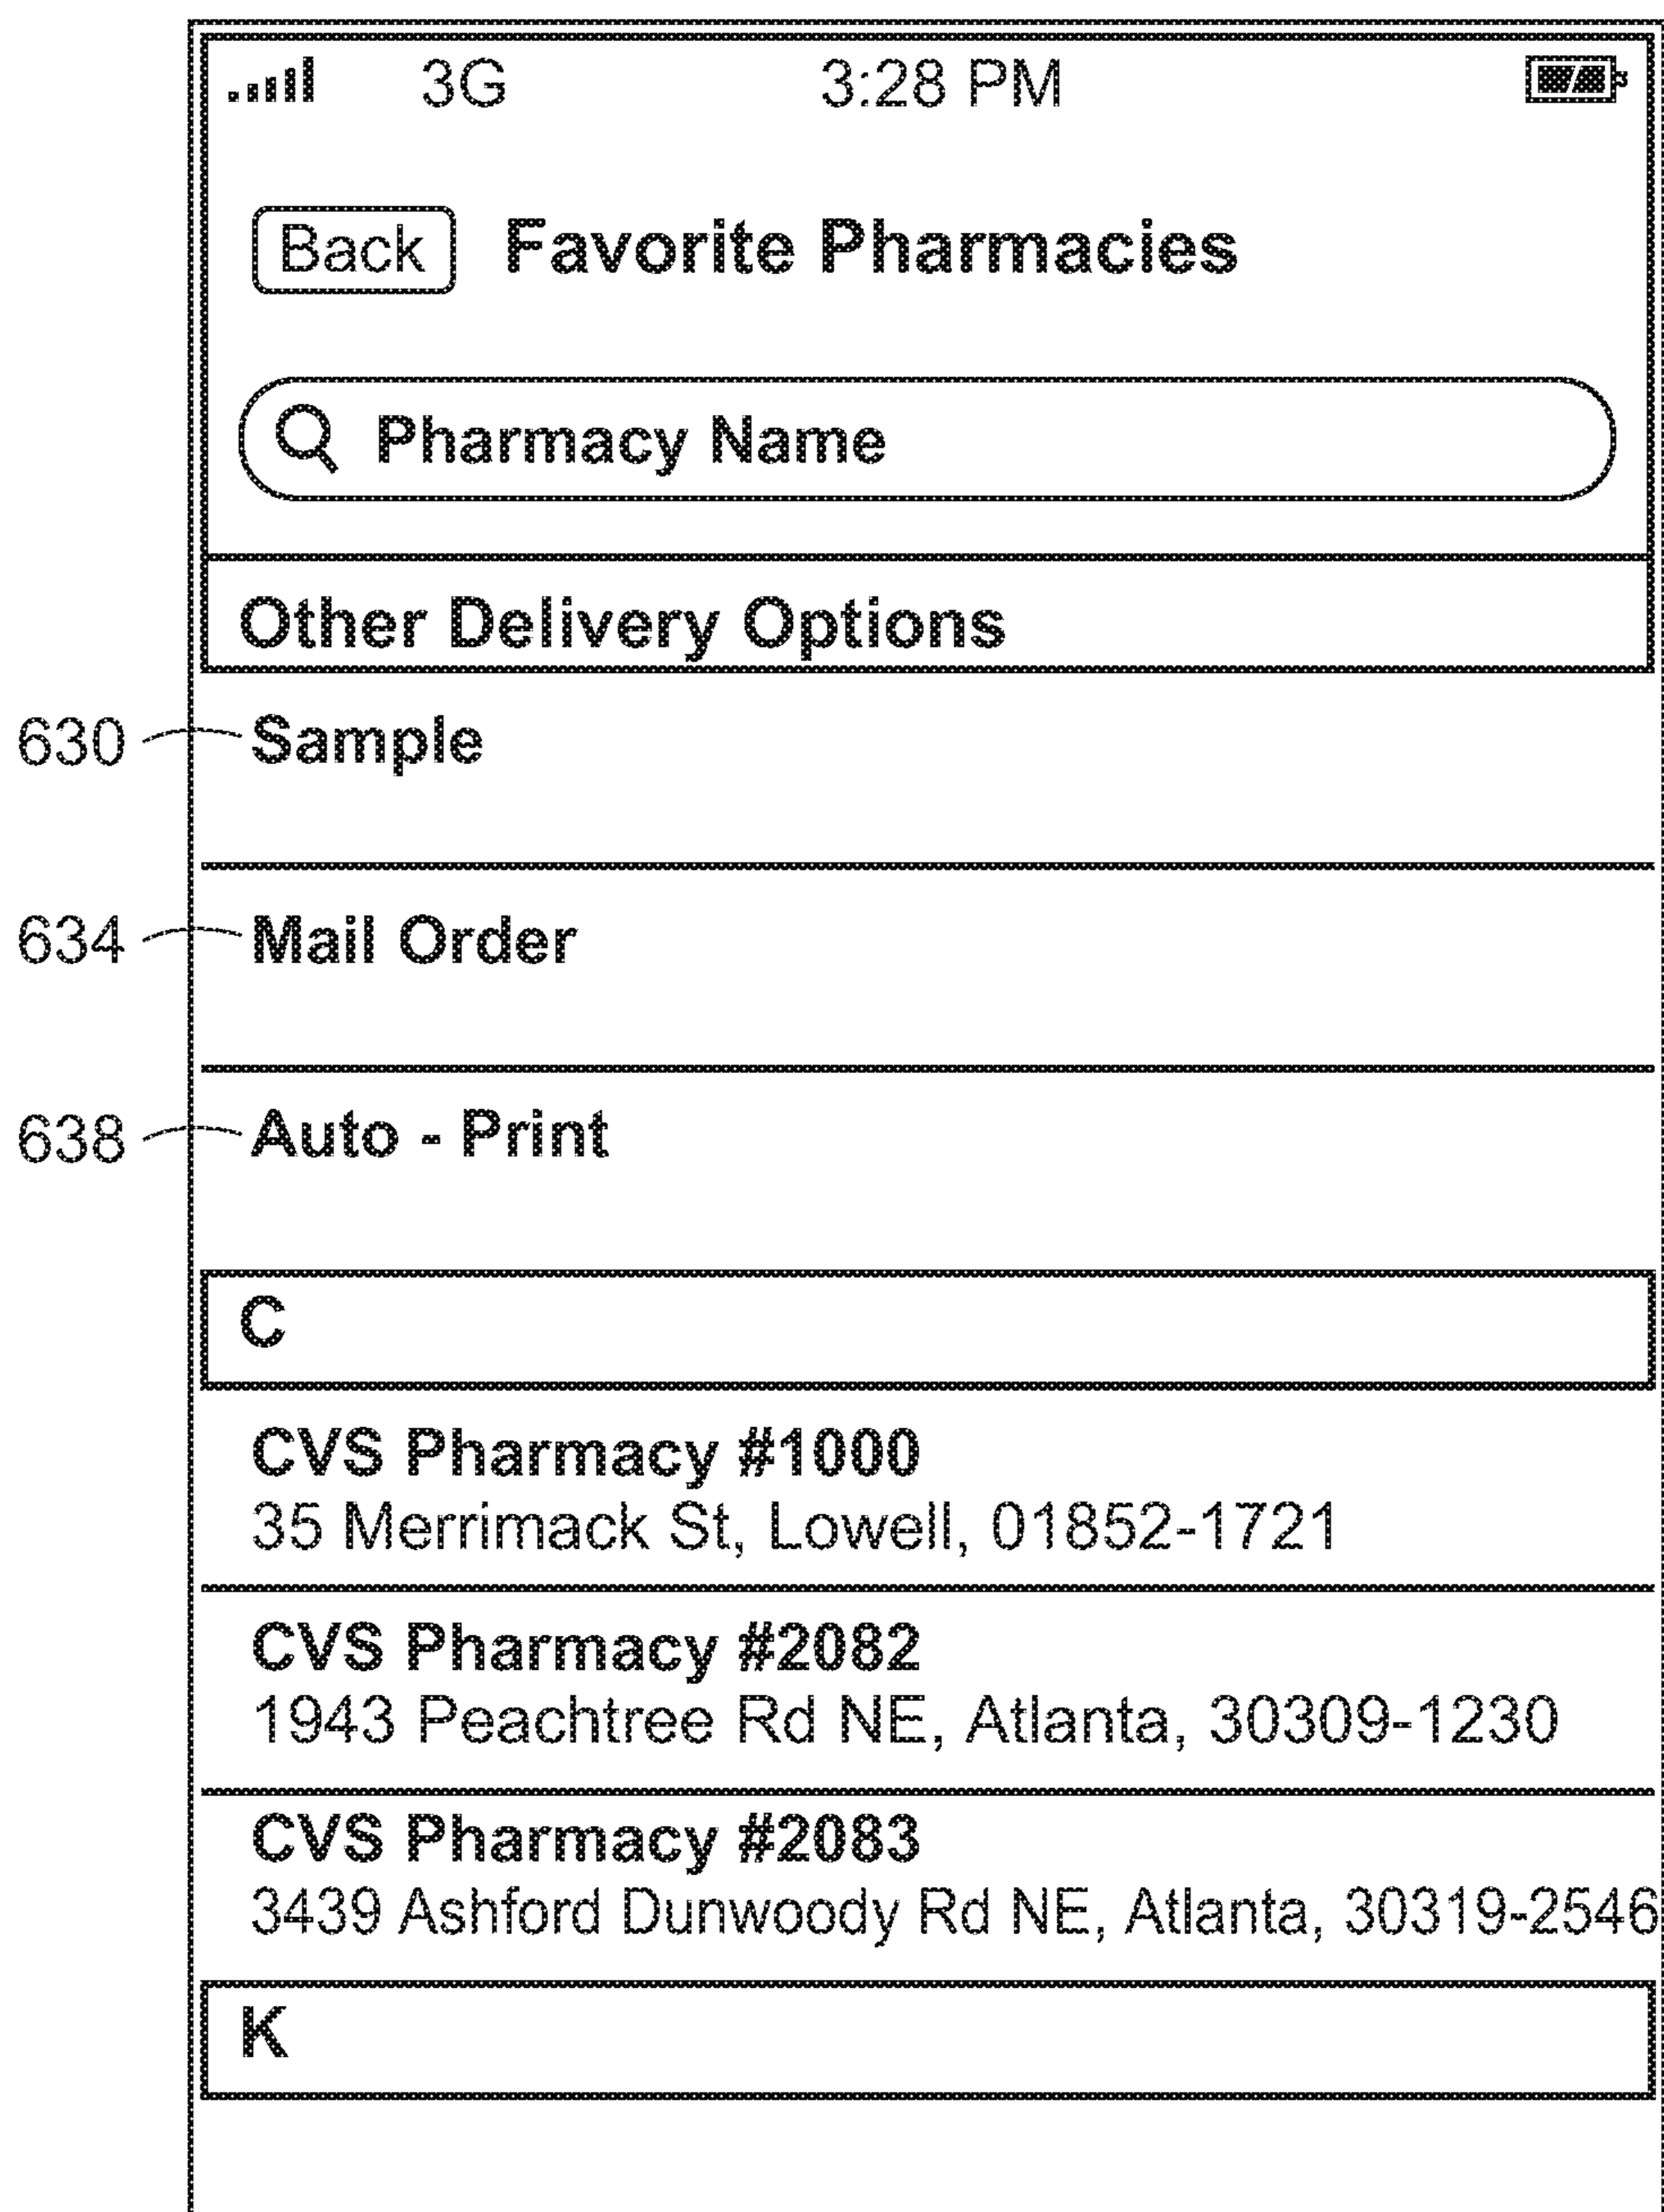 3G 3:28 PM
Back Favorite Pharmacies
Pharmacy Name
Other Delivery Options
630 Sample
634 Mail Order
638 Auto - Print
C
CVS Pharmacy #1000
35 Merrimack St, Lowell, 01852-1721
CVS Pharmacy #2082
1943 Peachtree Rd NE, Atlanta, 30309-1230
CVS Pharmacy #2083
3439 Ashford Dunwoody Rd NE, Atlanta, 30319-2546
K